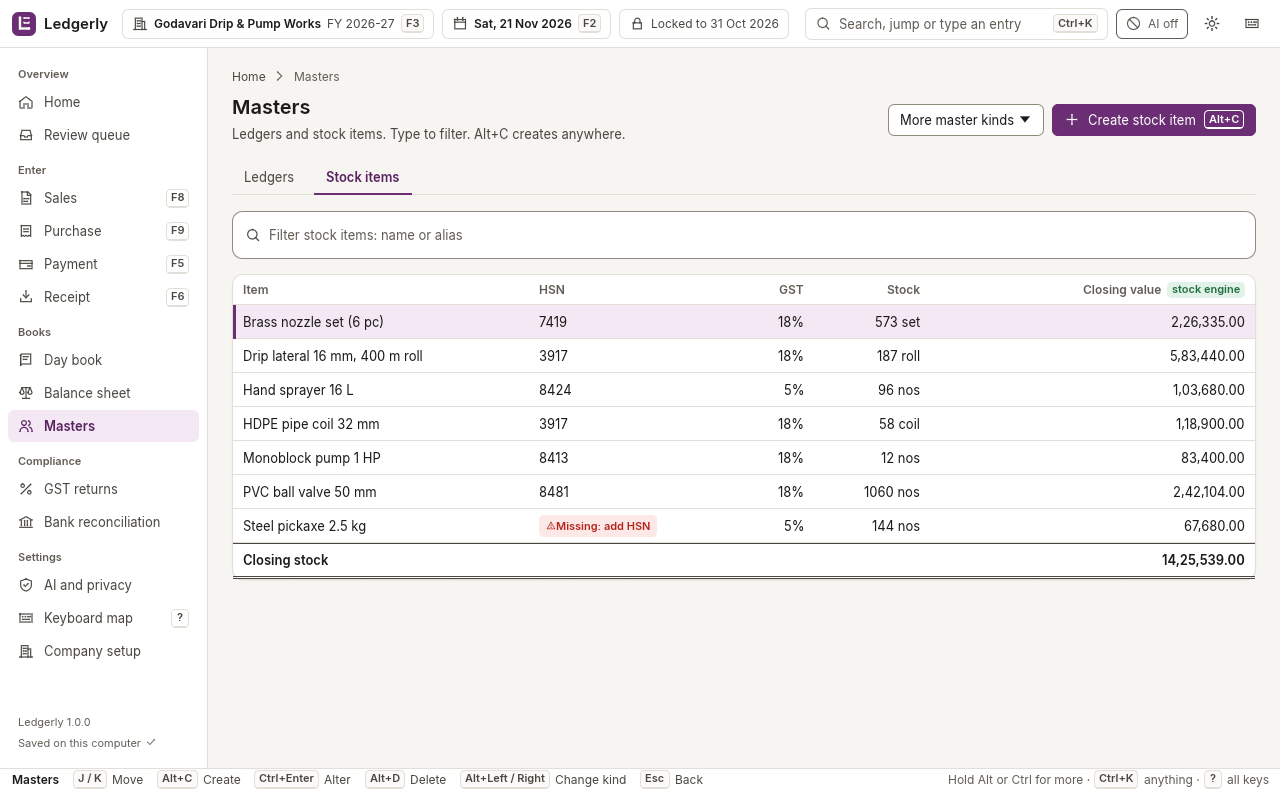 Ledgerly
Godavari Drip & Pump Works FY 2026-27 F3
Sat, 21 Nov 2026 F2
Locked to 31 Oct 2026
Search, jump or type an entry Ctrl+K
AI off
Overview
Home
Review queue
Enter
Sales F8
Purchase F9
Payment F5
Receipt F6
Books
Day book
Balance sheet
Masters
Compliance
GST returns
Bank reconciliation
Settings
AI and privacy
Keyboard map ?
Company setup
Ledgerly 1.0.0
Saved on this computer
Home Masters
Masters
Ledgers and stock items. Type to filter. Alt+C creates anywhere.
More master kinds
Create stock item Alt+C
Ledgers Stock items
Filter stock items: name or alias
Item HSN GST Stock Closing value stock engine
Brass nozzle set (6 pc) 7419 18% 573 set 2,26,335.00
Drip lateral 16 mm, 400 m roll 3917 18% 187 roll 5,83,440.00
Hand sprayer 16 L 8424 5% 96 nos 1,03,680.00
HDPE pipe coil 32 mm 3917 18% 58 coil 1,18,900.00
Monoblock pump 1 HP 8413 18% 12 nos 83,400.00
PVC ball valve 50 mm 8481 18% 1060 nos 2,42,104.00
Steel pickaxe 2.5 kg Missing: add HSN 5% 144 nos 67,680.00
Closing stock 14,25,539.00
Masters J / K Move Alt+C Create Ctrl+Enter Alter Alt+D Delete Alt+Left / Right Change kind Esc Back
Hold Alt or Ctrl for more · Ctrl+K anything · ? all keys